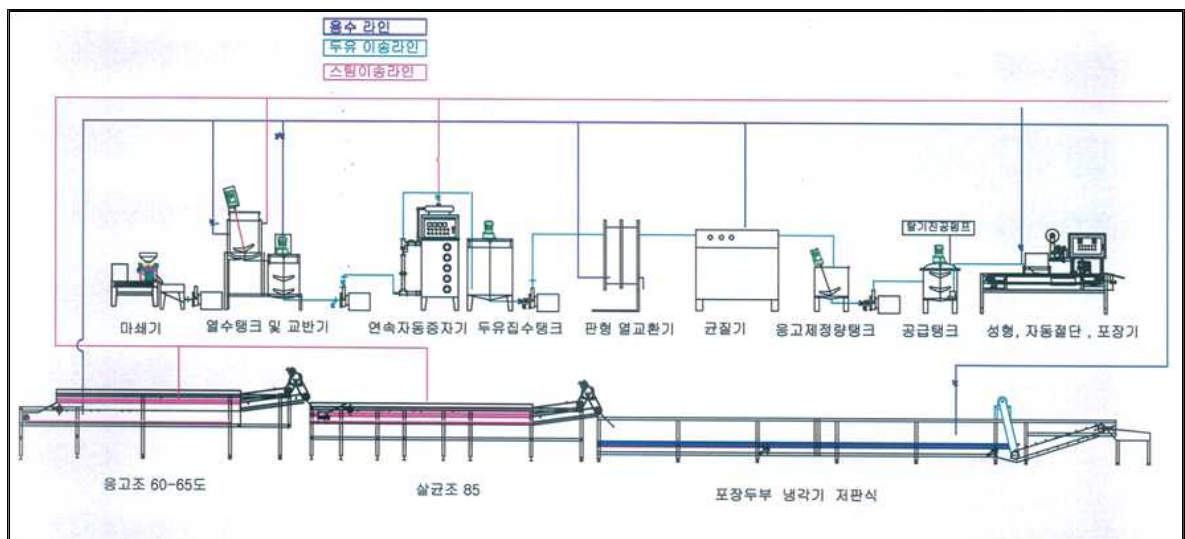 용수 라인
두유 이송라인
스팀이송라인
탈기진공펌프
마쇄기
열수탱크 및 교반기
연속자동증자기
두유집수탱크
판형 열교환기
균질기
응고제정량탱크
공급탱크
성형, 자동절단 , 포장기
응고조 60-65도
살균조 85
포장두부 냉각기 저판식